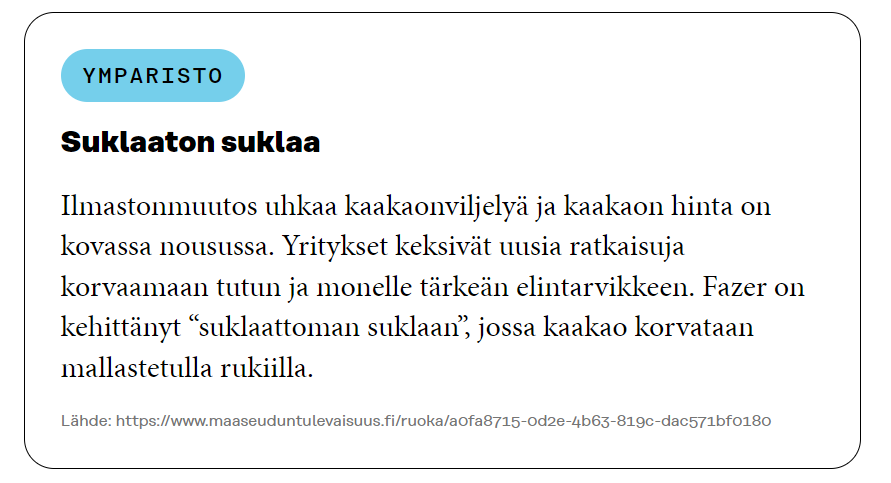 YMPARISTO
Suklaaton suklaa
Ilmastonmuutos uhkaa kaakaonviljelyä ja kaakaon hinta on
kovassa nousussa. Yritykset keksivät uusia ratkaisuja
korvaamaan tutun ja monelle tärkeän elintarvikkeen. Fazer on
kehittänyt “suklaattoman suklaan”, jossa kaakao korvataan
mallastetulla rukiilla.
Lähde: https://www.maaseuduntulevaisuus.fi/ruoka/a0fa8715-0d2e-4b63-819c-dac571bf0180